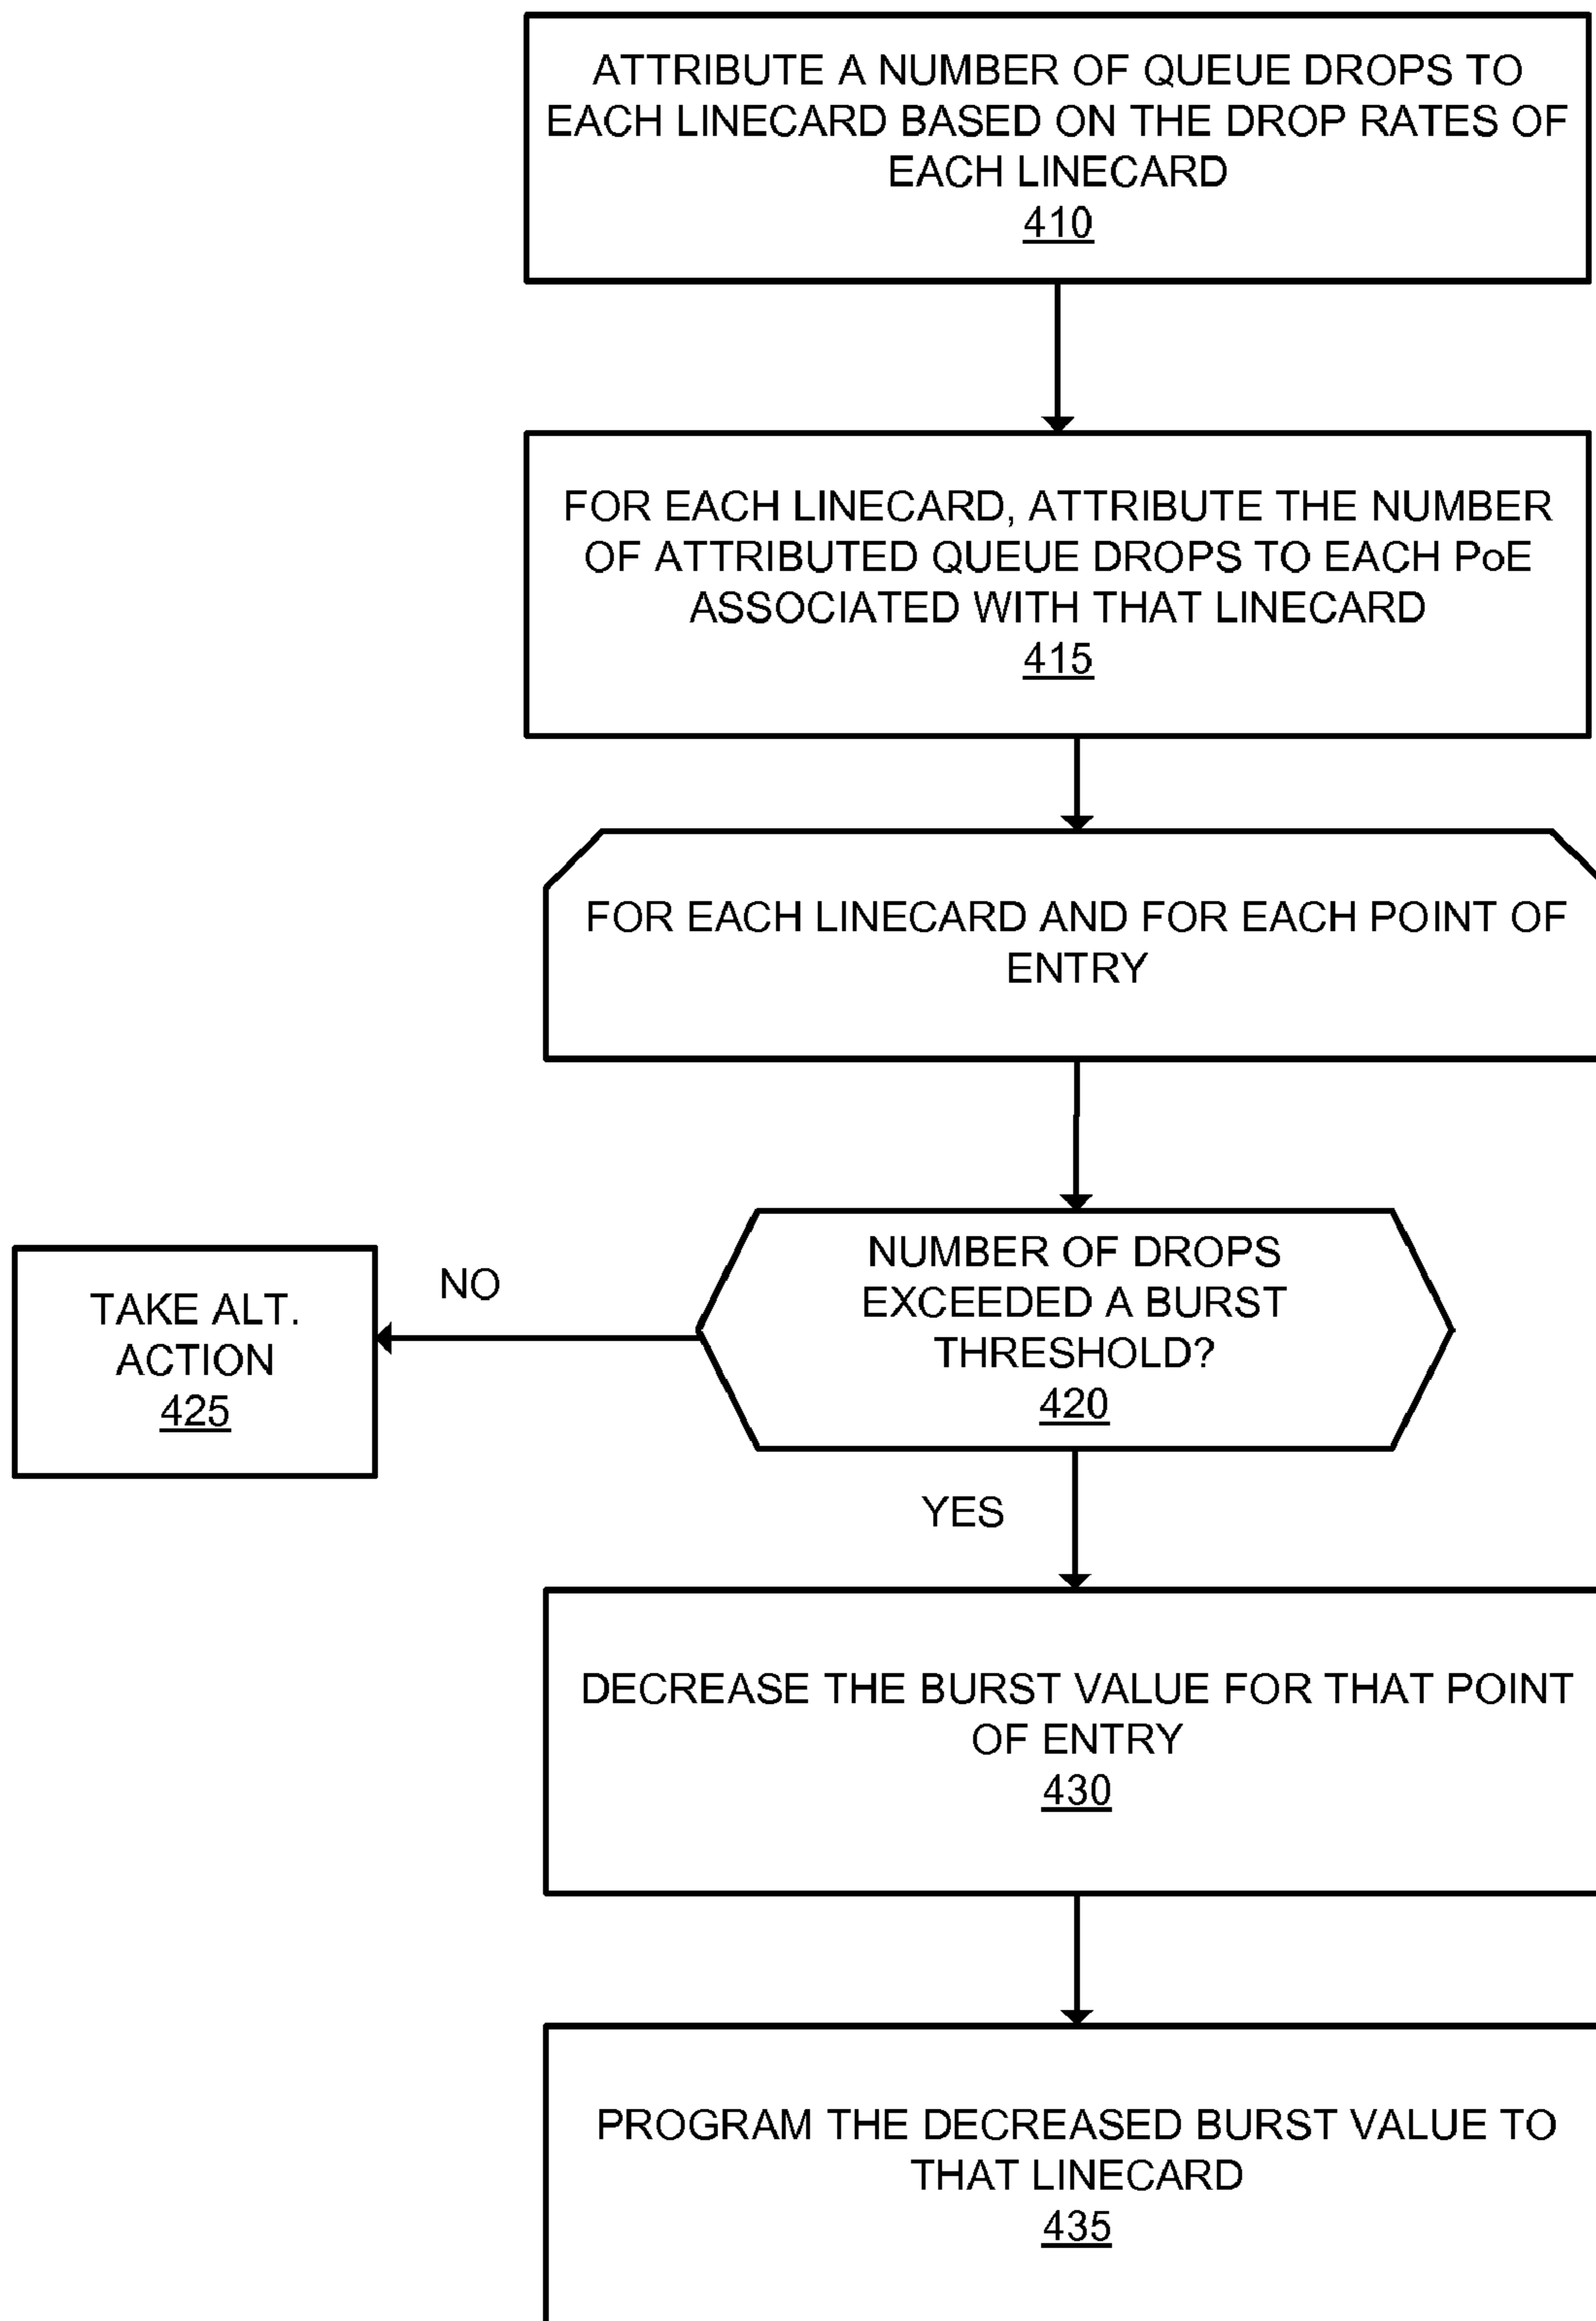 ATTRIBUTE A NUMBER OF QUEUE DROPS TO
EACH LINECARD BASED ON THE DROP RATES OF
EACH LINECARD
410
FOR EACH LINECARD, ATTRIBUTE THE NUMBER
OF ATTRIBUTED QUEUE DROPS TO EACH PoE
ASSOCIATED WITH THAT LINECARD
415
FOR EACH LINECARD AND FOR EACH POINT OF
ENTRY
NUMBER OF DROPS
EXCEEDED A BURST
THRESHOLD?
420
NO
TAKE ALT.
ACTION
425
YES
DECREASE THE BURST VALUE FOR THAT POINT
OF ENTRY
430
PROGRAM THE DECREASED BURST VALUE TO
THAT LINECARD
435